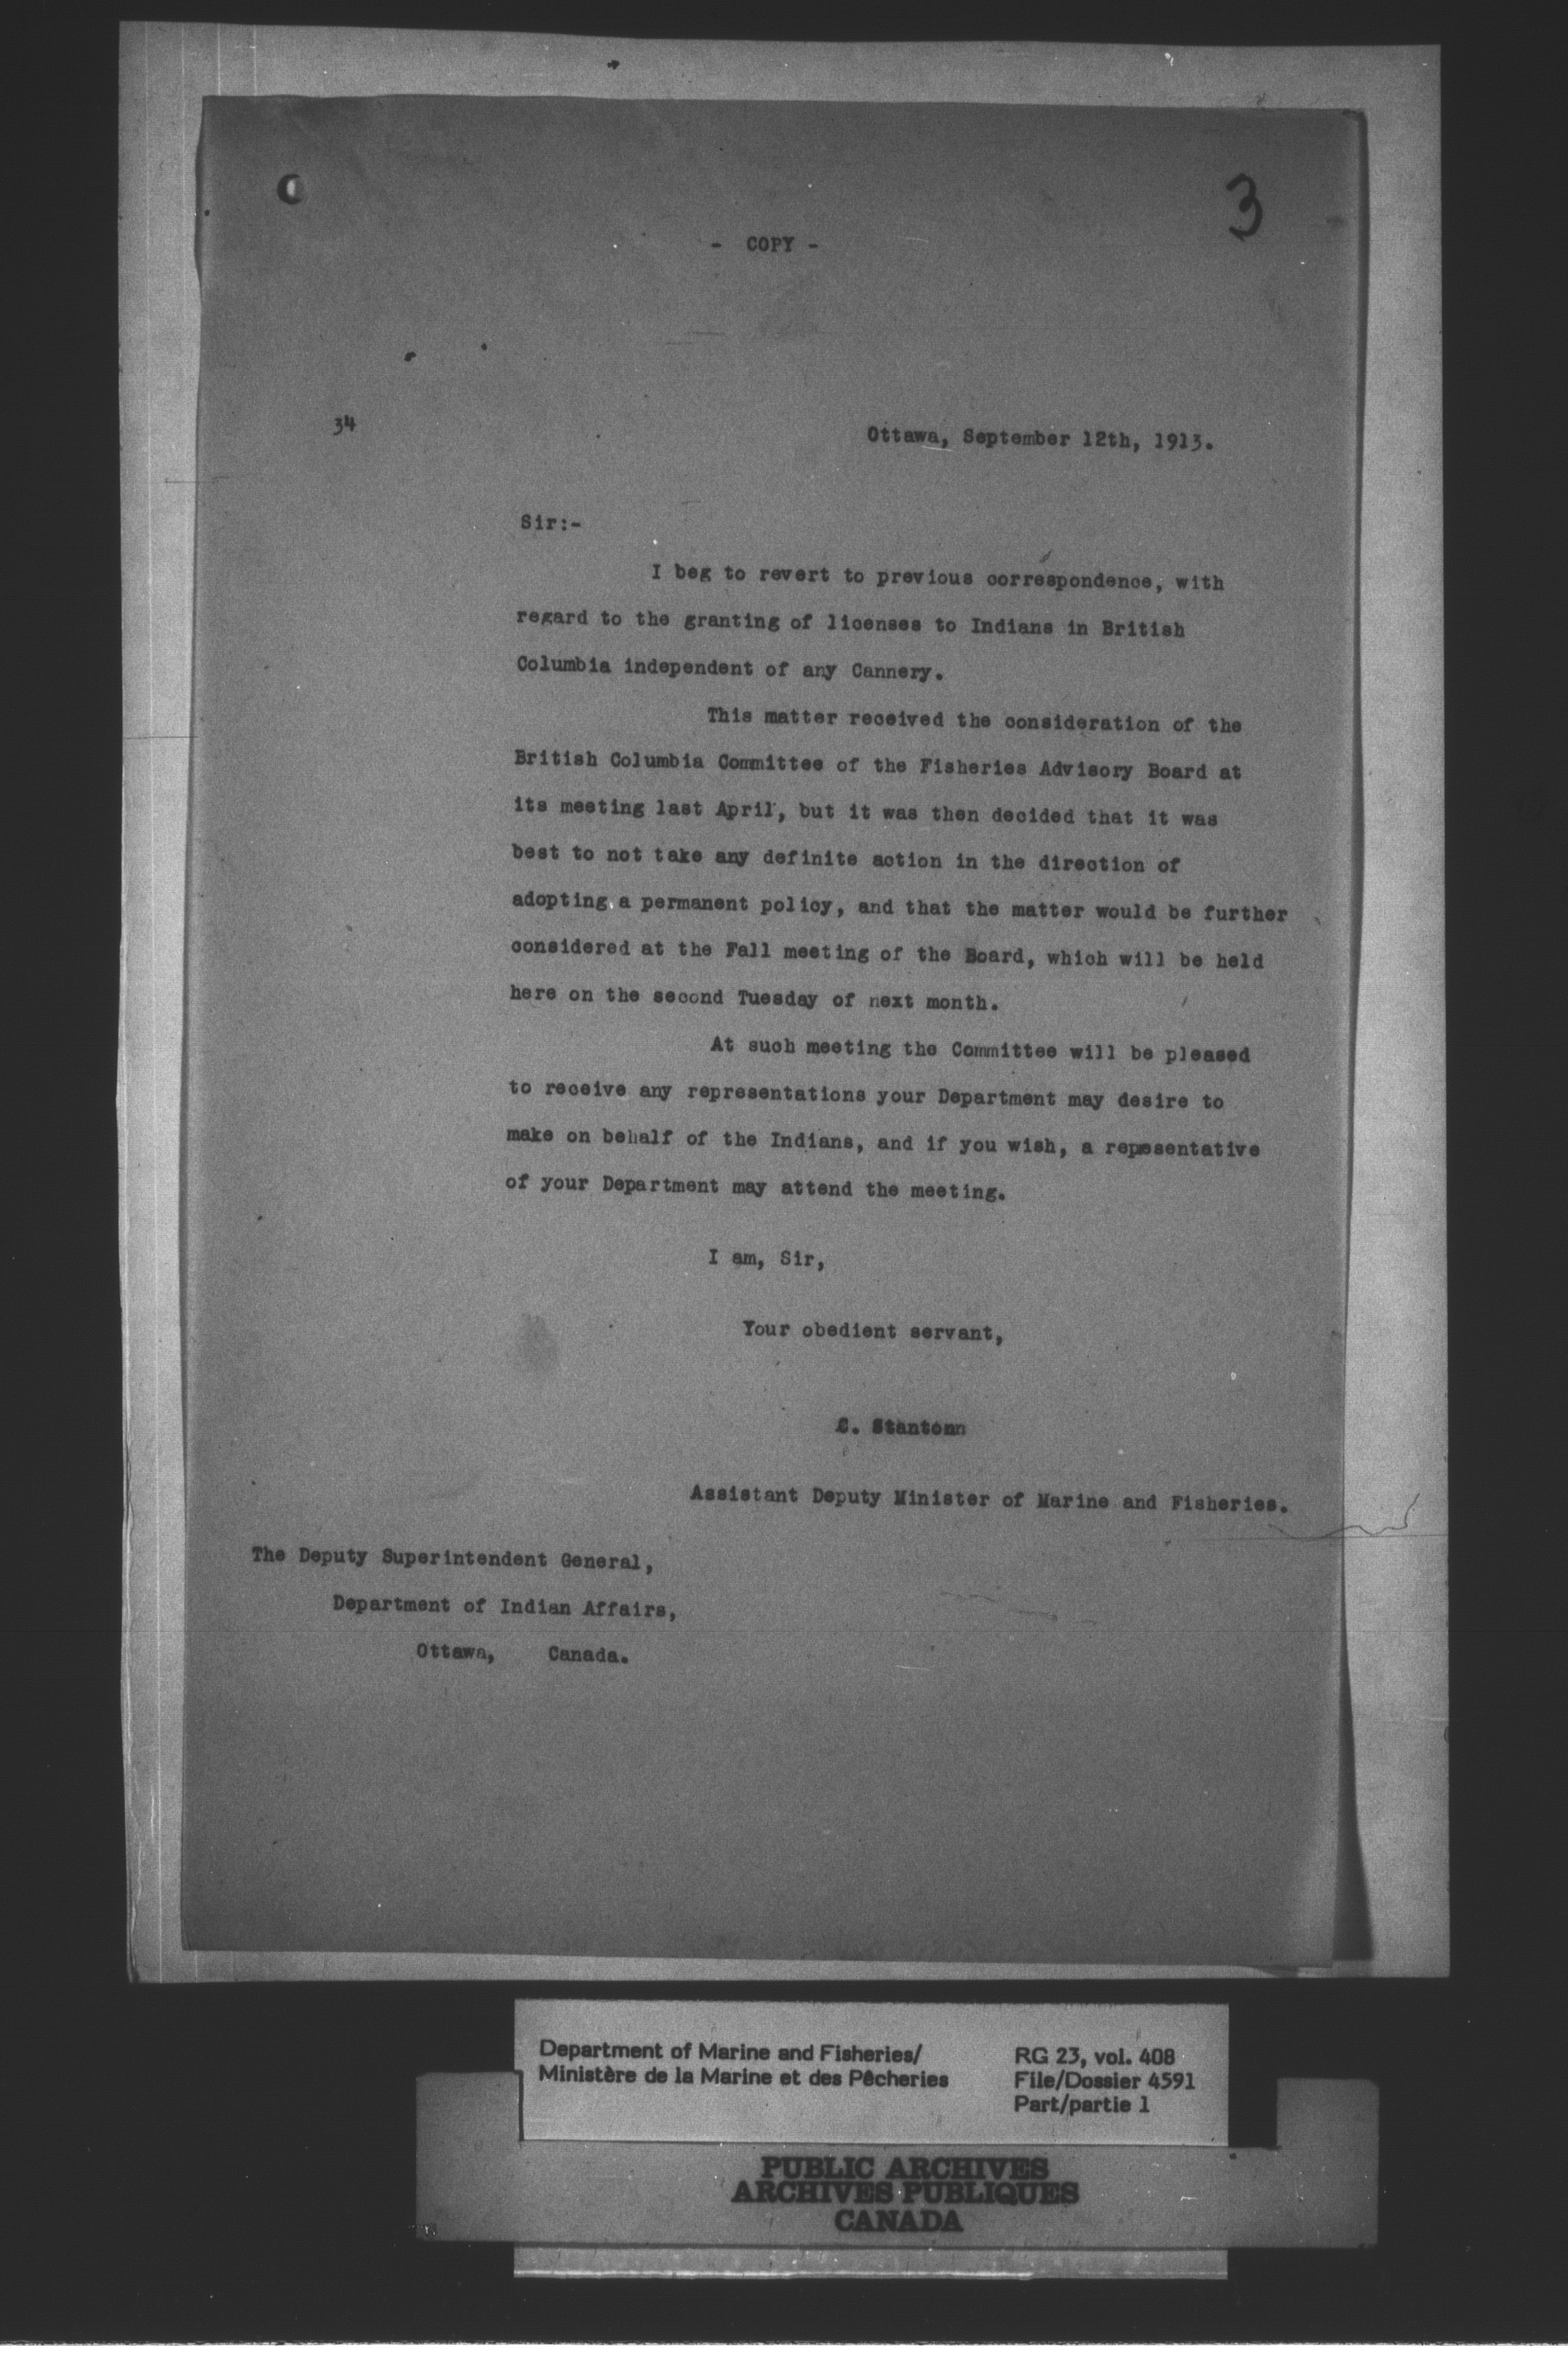 3
- COPY -
34
Ottawa, September 12th, 1913.
Sir:-
I beg to revert to previous correspondence, with
regard to the granting of licenses to Indians in British
Columbia independent of any Cannery.
This matter received the consideration of the
British Columbia Committee of the Fisheries Advisory Board at
its meeting last April, but it was then decided that it was
best to not take any definite action in the direction of
adopting a permanent policy, and that the matter would be further
considered at the Fall meeting of the Board, which will be held
here on the second Tuesday of next month.
At such meeting the Committee will be pleased
to receive any representations your Department may desire to
make on behalf of the Indians, and if you wish, a repesentative
of your Department may attend the meeting.
I am, Sir,
Your obedient servant,
C. Stantonn
Assistant Deputy Minister of Marine and Fisheries.
The Deputy Superintendent General,
Department of Indian Affairs,
Ottawa, Canada.
Department of Marine and Fisheries/
Ministère de la Marine et des Pêcheries
RG 23, vol. 408
File/Dossier 4591
Part/partie 1
PUBLIC ARCHIVES
ARCHIVES PUBLIQUES
CANADA